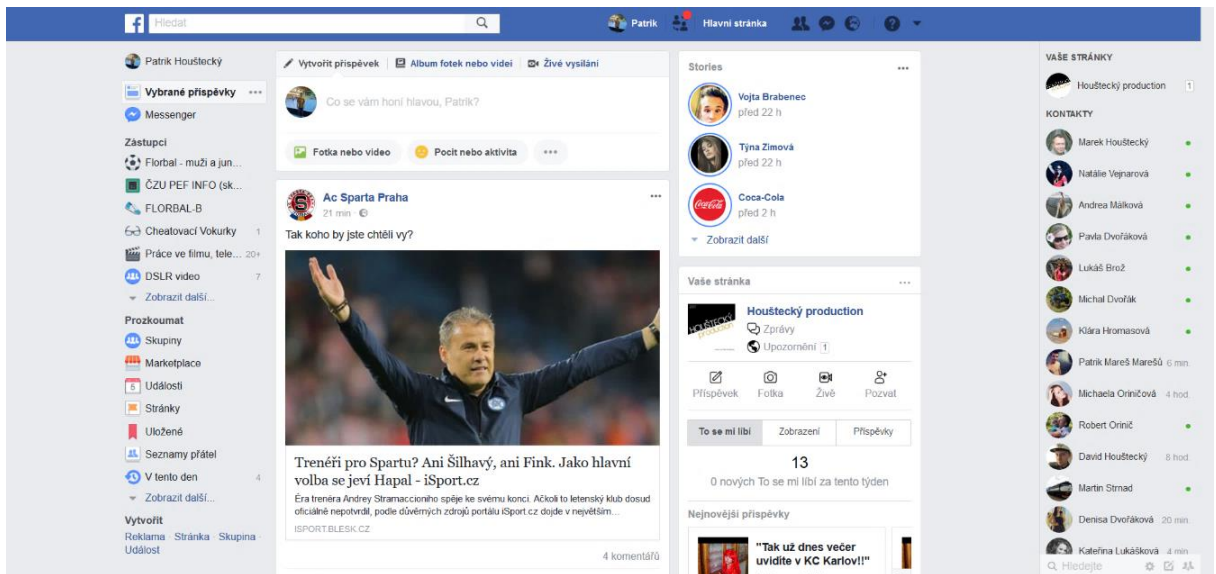 Hledat
Patrik
Hlavní stránka
Patrik Houštecký
Vybrané příspěvky
Messenger
Zástupci
Florbal - muži a jun...
ČZU PEF INFO (sk...
FLORBAL-B
Cheatovací Vokurky 1
Práce ve filmu, tele... 20+
DSLR video 7
Zobrazit další...
Prozkoumat
Skupiny
Marketplace
5 Události
Stránky
Uložené
Seznamy přátel
V tento den 4
Zobrazit další...
Vytvořit
Reklama · Stránka · Skupina ·
Událost
Vytvořit příspěvek
Album fotek nebo videí
Živé vysílání
Co se vám honí hlavou, Patrik?
Fotka nebo video
Pocit nebo aktivita
Ac Sparta Praha
21 min ·
Tak koho by jste chtěli vy?
Trenéři pro Spartu? Ani Šilhavý, ani Fink. Jako hlavní
volba se jeví Hapal - iSport.cz
Éra trenéra Andrey Stramaccioniho spěje ke svému konci. Ačkoli to letenský klub dosud
oficiálně nepotvrdil, podle důvěrných zdrojů portálu iSport.cz dojde v největším...
ISPORT.BLESK.CZ
4 komentářů
Stories
Vojta Brabenec
před 22 h
Týna Zimová
před 22 h
Coca-Cola
Coca-Cola
před 2 h
Zobrazit další
Vaše stránka
HOUŠTECKÝ
production
Houštecký production
Zprávy
Upozornění 1
Příspěvek
Fotka
Živě
Pozvat
To se mi líbí
Zobrazení
Příspěvky
13
0 nových To se mi líbí za tento týden
Nejnovější příspěvky
"Tak už dnes večer
uvidíte v KC Karlov!!"
VAŠE STRÁNKY
Houštecký production 1
KONTAKTY
Marek Houštecký
Natálie Vejnarová
Andrea Málková
Pavla Dvořáková
Lukáš Brož
Michal Dvořák
Klára Hromasová
Patrik Mareš Marešů 6 min.
Michaela Oriničová 4 hod.
Robert Orinič
David Houštecký 8 hod.
Martin Strnad
Denisa Dvořáková 20 min.
Kateřina Lukášková 4 min.
Hledejte